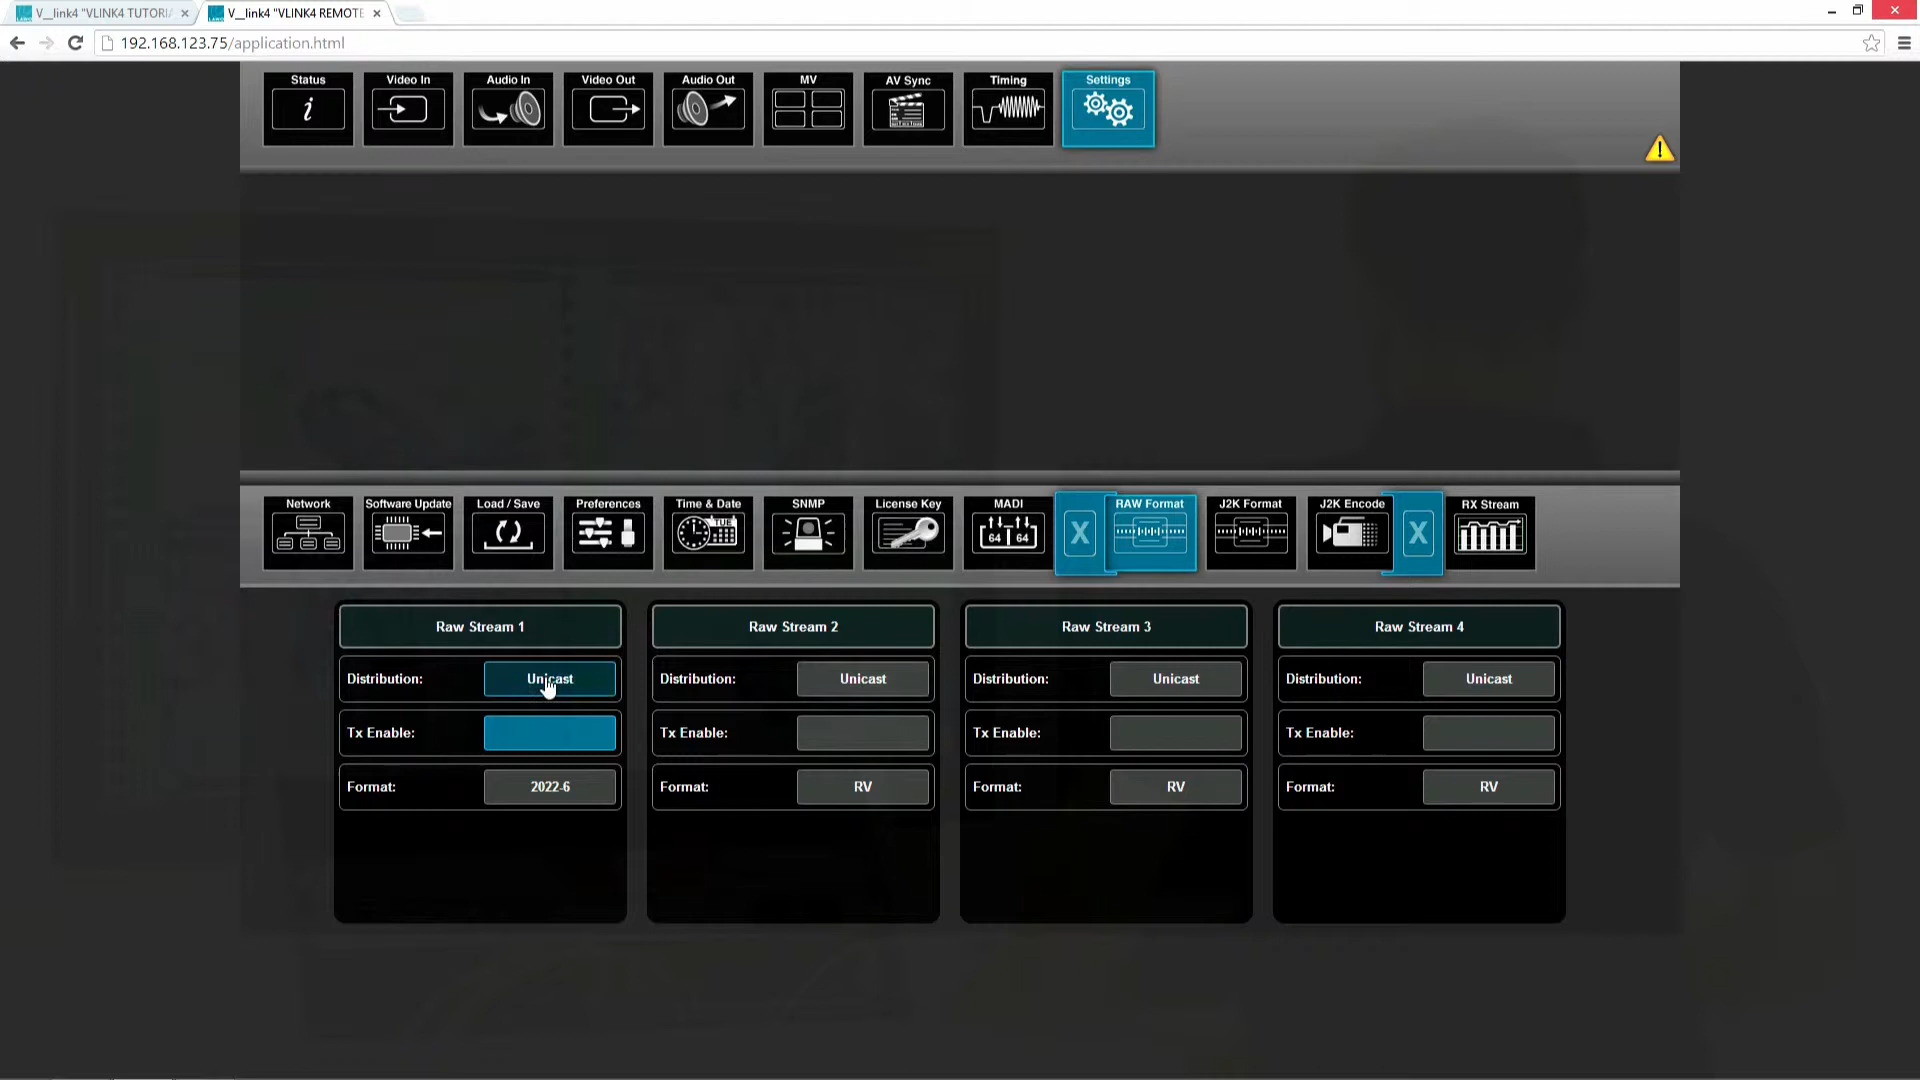 V__link4 "VLINK4 TUTORI
V__link4 "VLINK4 REMOTE
192.168.123.75/application.html
Status
Video In
Audio In
Video Out
Audio Out
MV
AV Sync
Timing
Settings
Network
Software Update
Load / Save
Preferences
Time & Date
TUE
SNMP
License Key
MADI
64 64
X
RAW Format
J2K Format
J2K Encode
X
RX Stream
Raw Stream 1
Raw Stream 2
Raw Stream 3
Raw Stream 4
Distribution: Unicast
Distribution: Unicast
Distribution: Unicast
Distribution: Unicast
Tx Enable:
Tx Enable:
Tx Enable:
Tx Enable:
Format: 2022-6
Format: RV
Format: RV
Format: RV